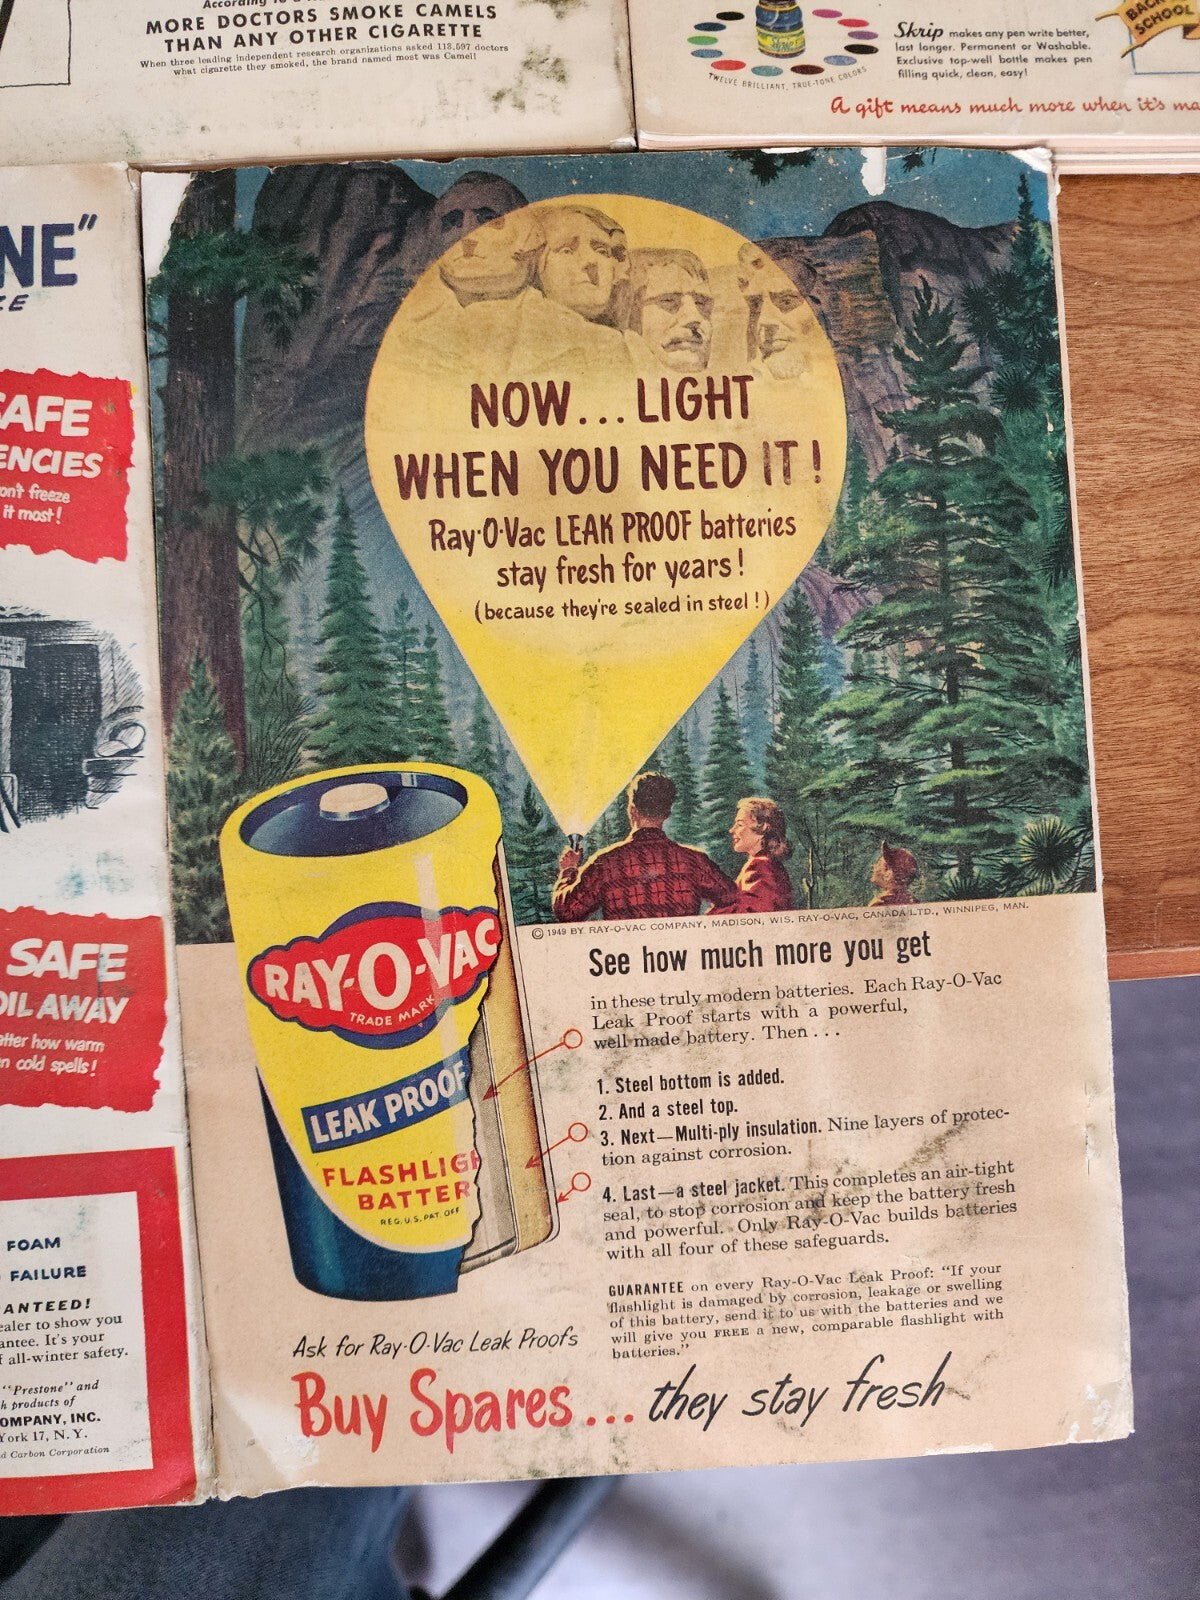 According to a
MORE DOCTORS SMOKE CAMELS
THAN ANY OTHER CIGARETTE
When three leading independent research organizations asked 113,597 doctors
what cigarette they smoked, the brand named most was Camel!
Skrip makes any pen write better,
last longer. Permanent or Washable.
Exclusive top-well bottle makes pen
filling quick, clean, easy!
TWELVE BRILLIANT, TRUE-TONE COLORS
BACK
SCHOOL
A gift means much more when it's ma
NE"
SAFE
ENCIES
on't freeze
it most!
SAFE
OIL AWAY
atter how warm
n cold spells!
FOAM
FAILURE
ANTEED!
ealer to show you
antee. It's your
f all-winter safety.
"Prestone" and
h products of
OMPANY, INC.
York 17, N. Y.
d Carbon Corporation
NOW... LIGHT
WHEN YOU NEED IT!
Ray·O·Vac LEAK PROOF batteries
stay fresh for years!
(because they're sealed in steel!)
© 1949 BY RAY-O-VAC COMPANY, MADISON, WIS. RAY-O-VAC, CANADA LTD., WINNIPEG, MAN.
RAY-O-VAC
TRADE MARK
LEAK PROOF
FLASHLIGH
BATTER
REG. U.S. PAT. OFF
See how much more you get
in these truly modern batteries. Each Ray-O-Vac
Leak Proof starts with a powerful,
well made battery. Then . . .
1. Steel bottom is added.
2. And a steel top.
3. Next—Multi-ply insulation. Nine layers of protec-
tion against corrosion.
4. Last—a steel jacket. This completes an air-tight
seal, to stop corrosion and keep the battery fresh
and powerful. Only Ray-O-Vac builds batteries
with all four of these safeguards.
GUARANTEE on every Ray-O-Vac Leak Proof: "If your
flashlight is damaged by corrosion, leakage or swelling
of this battery, send it to us with the batteries and we
will give you FREE a new, comparable flashlight with
batteries."
Ask for Ray·O·Vac Leak Proofs
Buy Spares... they stay fresh